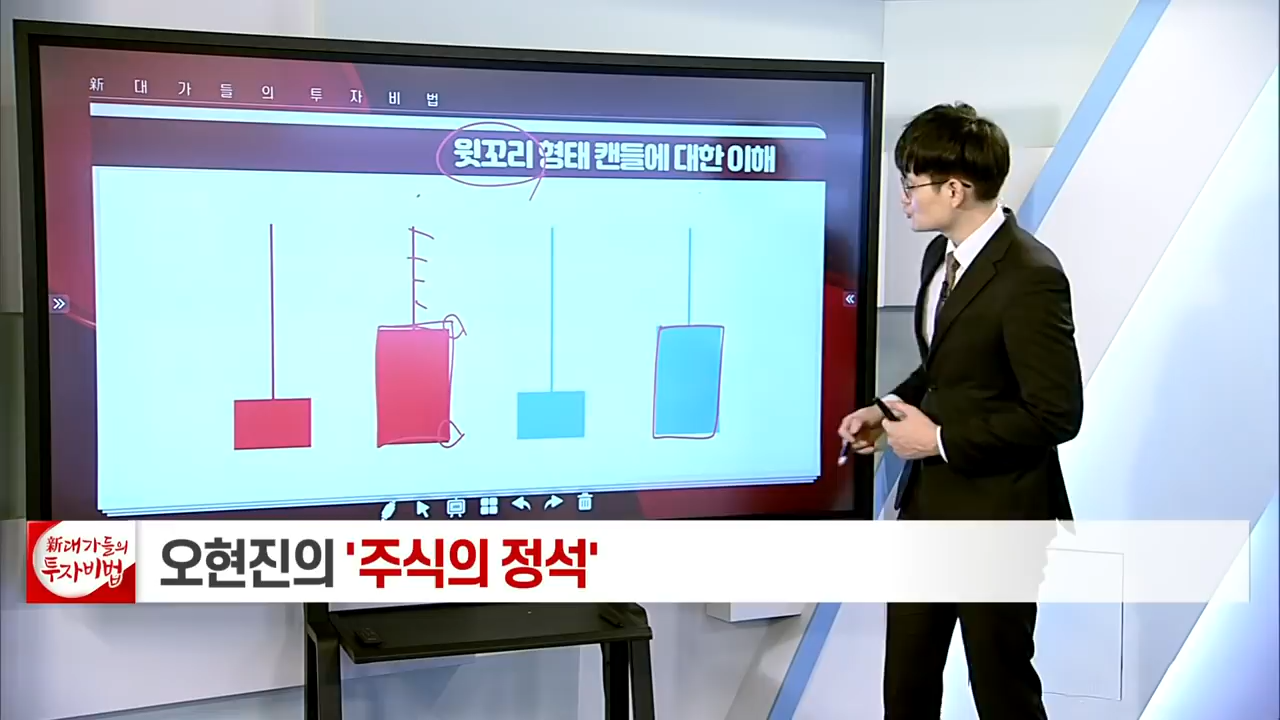 新 대 가 들 의 투 자 비 법
윗꼬리 형태 캔들에 대한 이해
新대가들의
투자비법
오현진의 '주식의 정석'